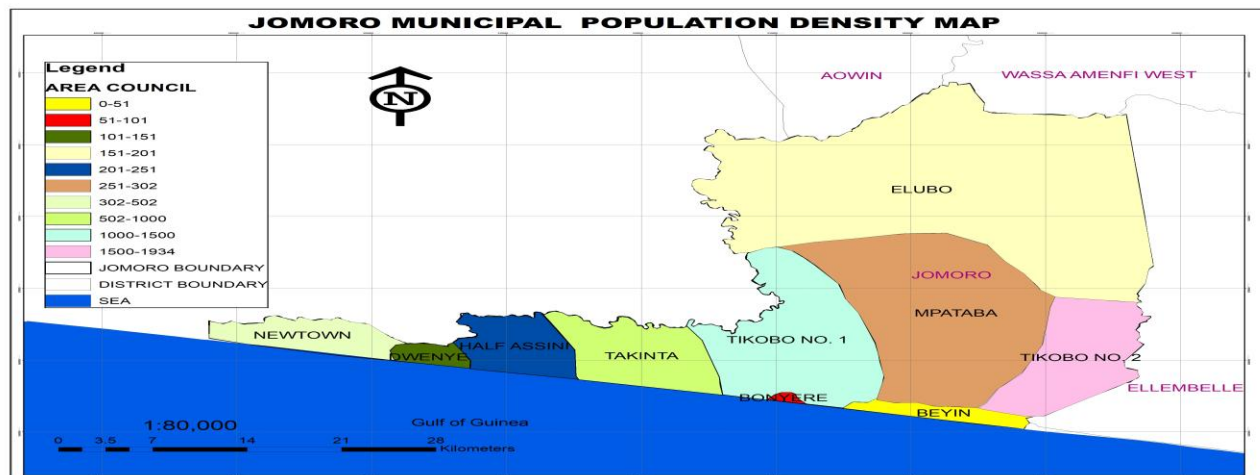 JOMORO MUNICIPAL POPULATION DENSITY MAP
Legend
AREA COUNCIL
0-51
51-101
101-151
151-201
201-251
251-302
302-502
502-1000
1000-1500
1500-1934
JOMORO BOUNDARY
DISTRICT BOUNDARY
SEA
N
AOWIN
WASSA AMENFI WEST
ELUBO
JOMORO
MPATABA
NEWTOWN
DWENYE
HALF ASSINI
TAKINTA
TIKOBO NO. 1
TIKOBO NO. 2
ELLEMBELLE
BONYERE
BEYIN
Gulf of Guinea
1:80,000
0 3.5 7 14 21 28
Kilometers